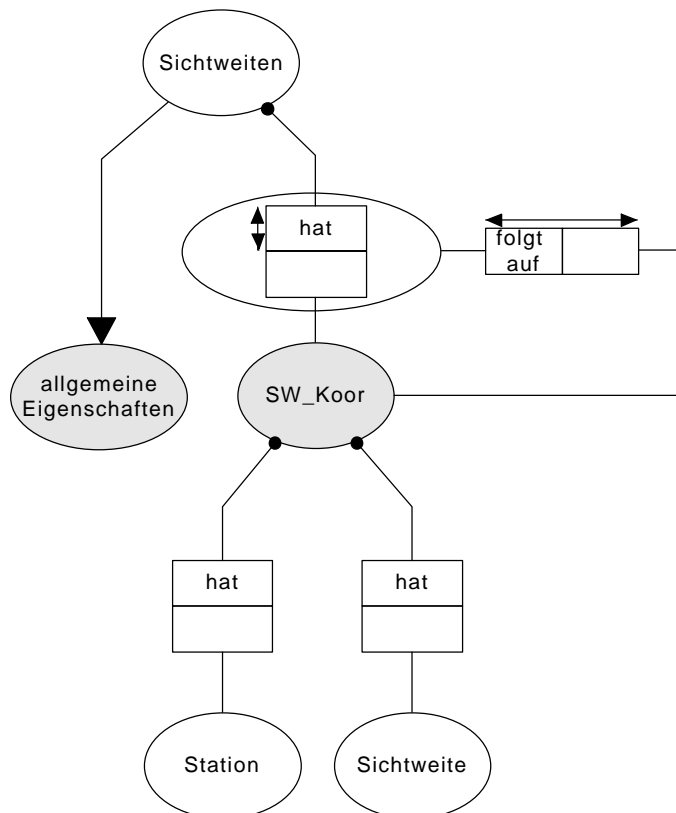 Sichtweiten
hat
folgt
auf
allgemeine
Eigenschaften
SW_Koor
hat
hat
Station
Sichtweite